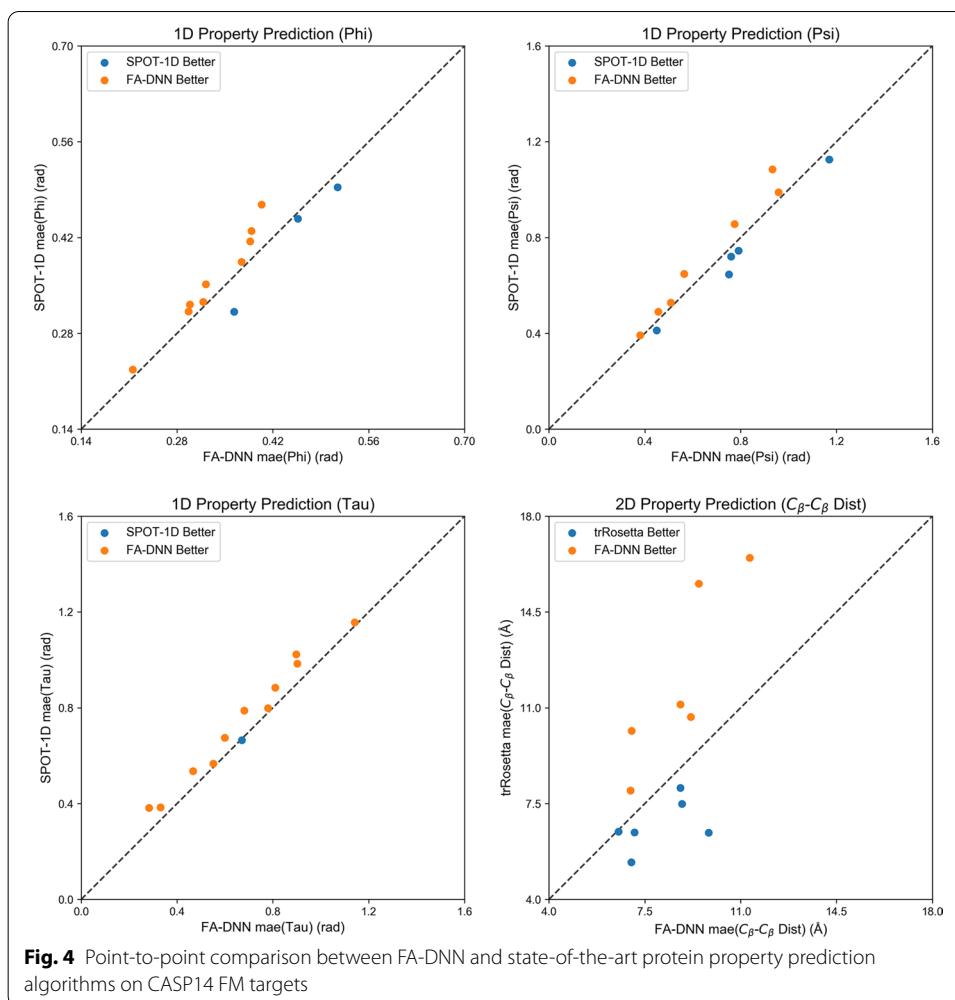 1D Property Prediction (Phi)
SPOT-1D mae(Phi) (rad)
0.70
0.56
0.42
0.28
0.14
SPOT-1D Better
FA-DNN Better
0.14 0.28 0.42 0.56 0.70
FA-DNN mae(Phi) (rad)
1D Property Prediction (Psi)
SPOT-1D mae(Psi) (rad)
1.6
1.2
0.8
0.4
0.0
SPOT-1D Better
FA-DNN Better
0.0 0.4 0.8 1.2 1.6
FA-DNN mae(Psi) (rad)
1D Property Prediction (Tau)
SPOT-1D mae(Tau) (rad)
1.6
1.2
0.8
0.4
0.0
SPOT-1D Better
FA-DNN Better
0.0 0.4 0.8 1.2 1.6
FA-DNN mae(Tau) (rad)
2D Property Prediction (Cβ-Cβ Dist)
trRosetta mae(Cβ-Cβ Dist) (Å)
18.0
14.5
11.0
7.5
4.0
trRosetta Better
FA-DNN Better
4.0 7.5 11.0 14.5 18.0
FA-DNN mae(Cβ-Cβ Dist) (Å)
Fig. 4 Point-to-point comparison between FA-DNN and state-of-the-art protein property prediction
algorithms on CASP14 FM targets